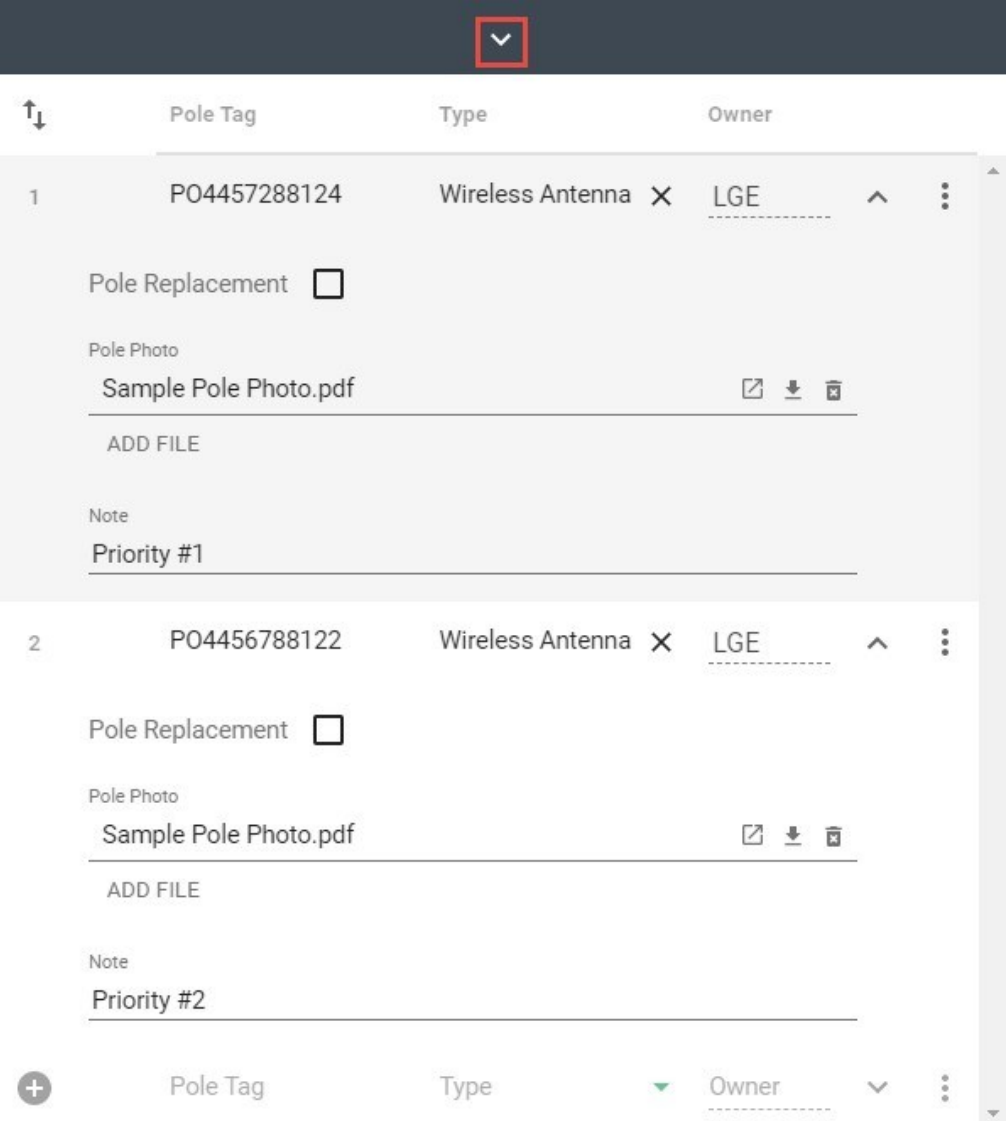 Pole Tag Type Owner
1 PO4457288124 Wireless Antenna LGE
Pole Replacement
Pole Photo
Sample Pole Photo.pdf
ADD FILE
Note
Priority #1
2 PO4456788122 Wireless Antenna LGE
Pole Replacement
Pole Photo
Sample Pole Photo.pdf
ADD FILE
Note
Priority #2
Pole Tag Type Owner